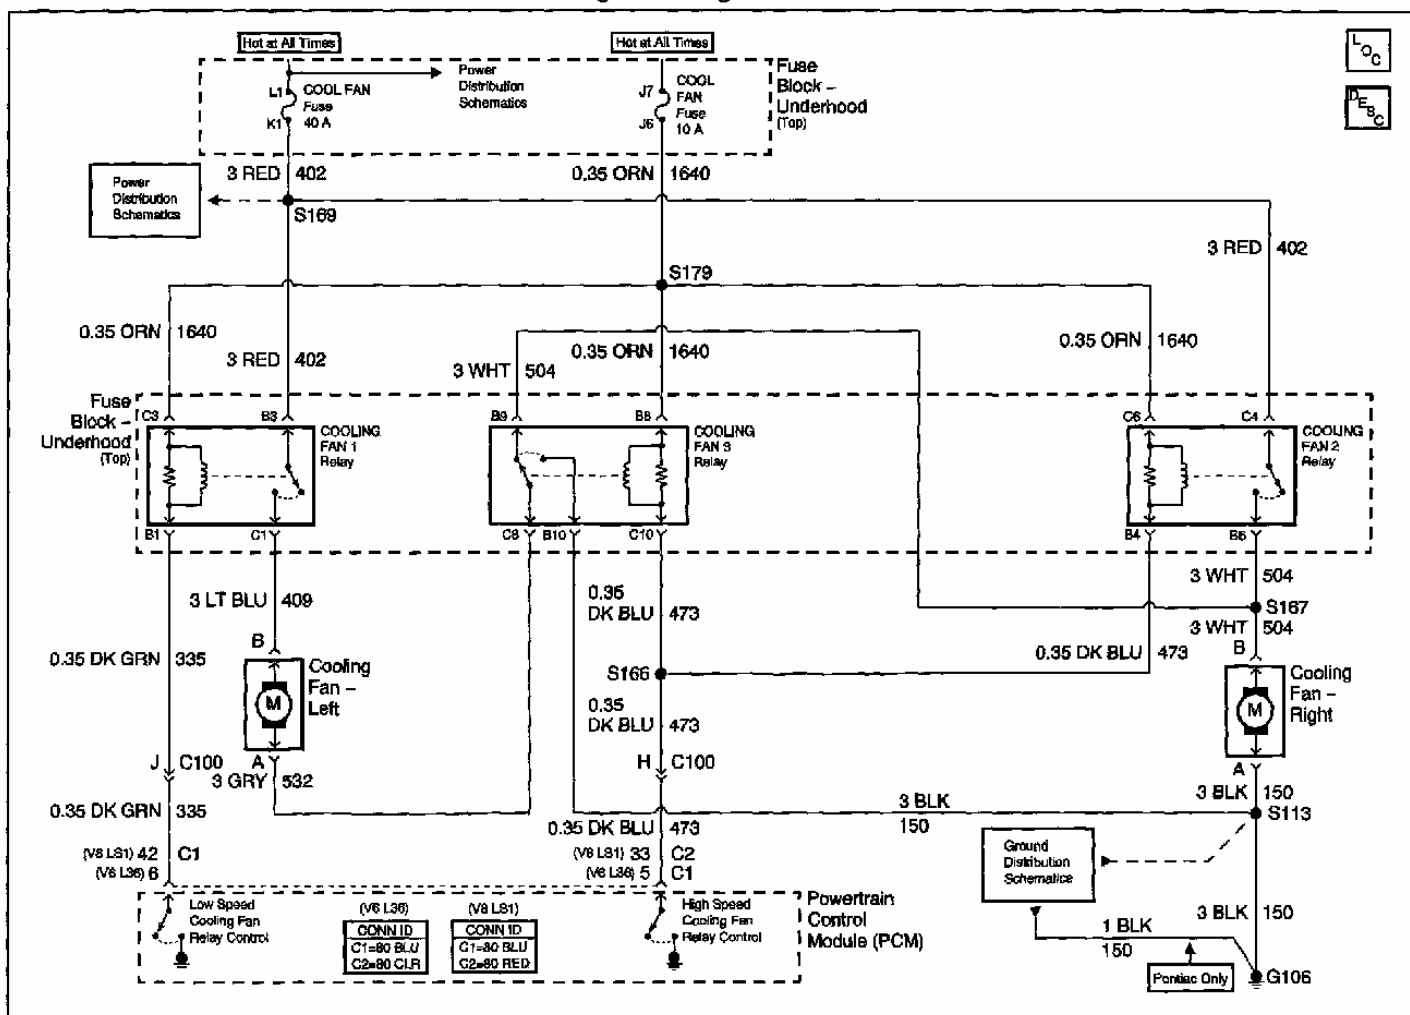 Hot at All Times
Hot at All Times
LOC
DESC
L1
K1
COOL FAN
Fuse
40 A
Power
Distribution
Schematics
J7
J6
COOL
FAN
Fuse
10 A
Fuse
Block –
Underhood
(Top)
3 RED 402
0.35 ORN 1640
Power
Distribution
Schematics
S169
3 RED 402
S179
0.35 ORN 1640
3 RED 402
3 WHT 504
0.35 ORN 1640
0.35 ORN 1640
Fuse
Block –
Underhood
(Top)
C3
B3
B9
B8
C6
C4
COOLING
FAN 1
Relay
COOLING
FAN 3
Relay
COOLING
FAN 2
Relay
B1
C1
C8
B10
C10
B4
B6
3 LT BLU 409
0.35
DK BLU 473
3 WHT 504
S167
3 WHT 504
0.35 DK GRN 335
B
Cooling
Fan –
Left
M
A
S166
0.35 DK BLU 473
B
Cooling
Fan –
Right
M
A
0.35
DK BLU 473
J C100
3 GRY 532
H C100
3 BLK 150
0.35 DK GRN 335
0.35 DK BLU 473
3 BLK
150
S113
(V8 LS1) 42 C1
(V6 L36) 6
(V8 LS1) 33 C2
(V6 L36) 5 C1
Ground
Distribution
Schematics
Low Speed
Cooling Fan
Relay Control
(V6 L36)
CONN ID
C1=80 BLU
C2=80 CLR
(V8 LS1)
CONN ID
C1=80 BLU
C2=80 RED
High Speed
Cooling Fan
Relay Control
Powertrain
Control
Module (PCM)
1 BLK
150
3 BLK 150
Pontiac Only
G106